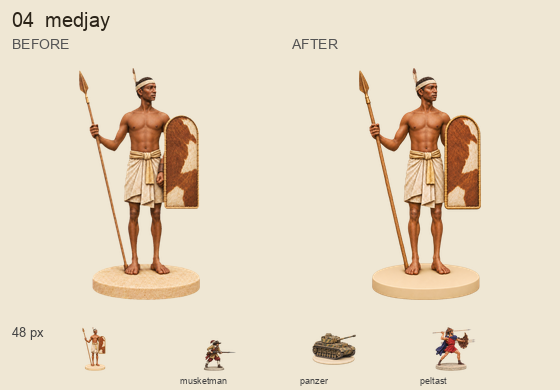 04 medjay
BEFORE
AFTER
48 px
musketman
panzer
peltast